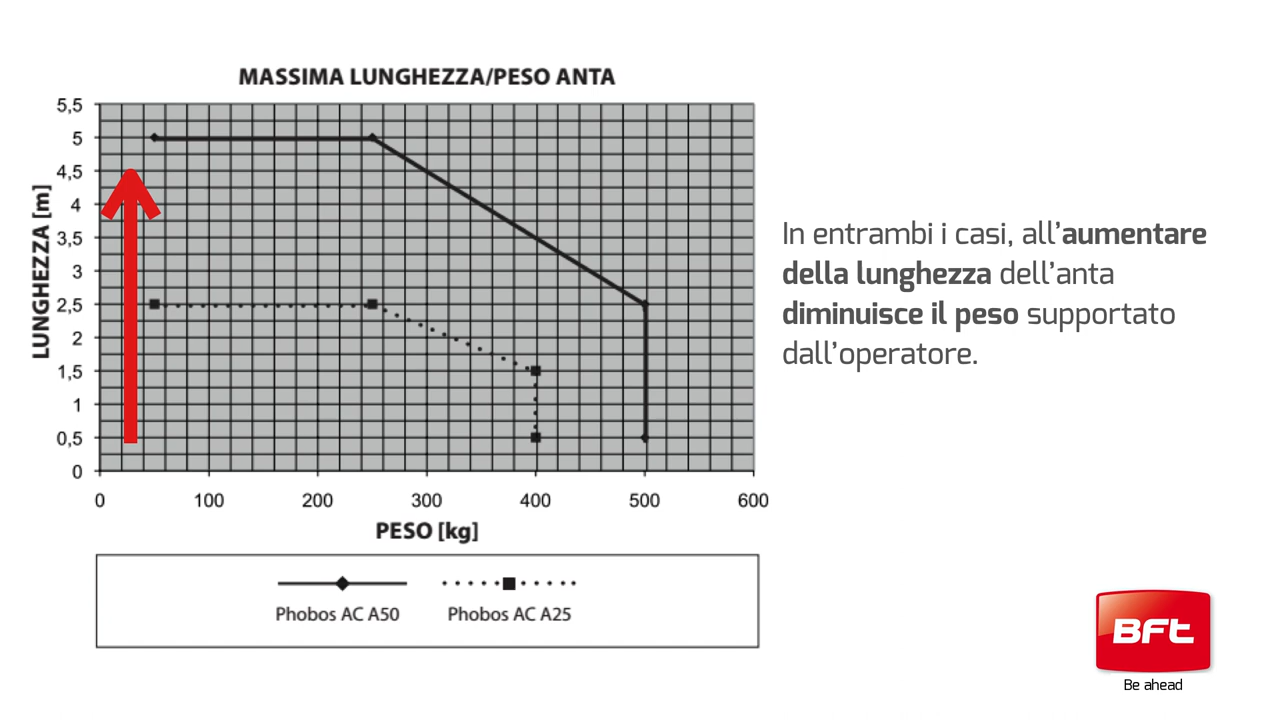 MASSIMA LUNGHEZZA/PESO ANTA
5,5
5
4,5
4
3,5
3
2,5
2
1,5
1
0,5
0
LUNGHEZZA [m]
0 100 200 300 400 500 600
PESO [kg]
Phobos AC A50 Phobos AC A25
In entrambi i casi, all’aumentare
della lunghezza dell’anta
diminuisce il peso supportato
dall’operatore.
BFt
Be ahead